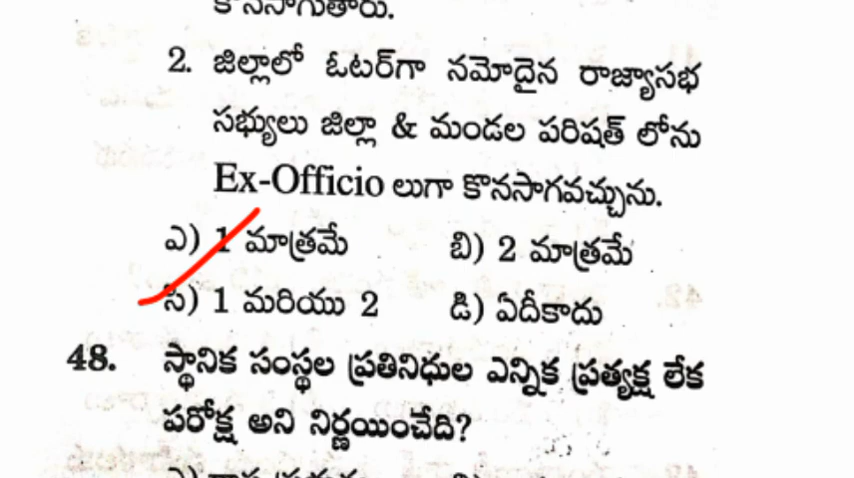 కొనసాగుతారు.
2. జిల్లాలో ఓటర్‌గా నమోదైన రాజ్యాసభ
సభ్యులు జిల్లా & మండల పరిషత్ లోను
Ex-Officio లుగా కొనసాగవచ్చును.
ఎ) 1 మాత్రమే బి) 2 మాత్రమే
సి) 1 మరియు 2 డి) ఏదీకాదు
48. స్థానిక సంస్థల ప్రతినిధుల ఎన్నిక ప్రత్యక్ష లేక
పరోక్ష అని నిర్ణయించేది?